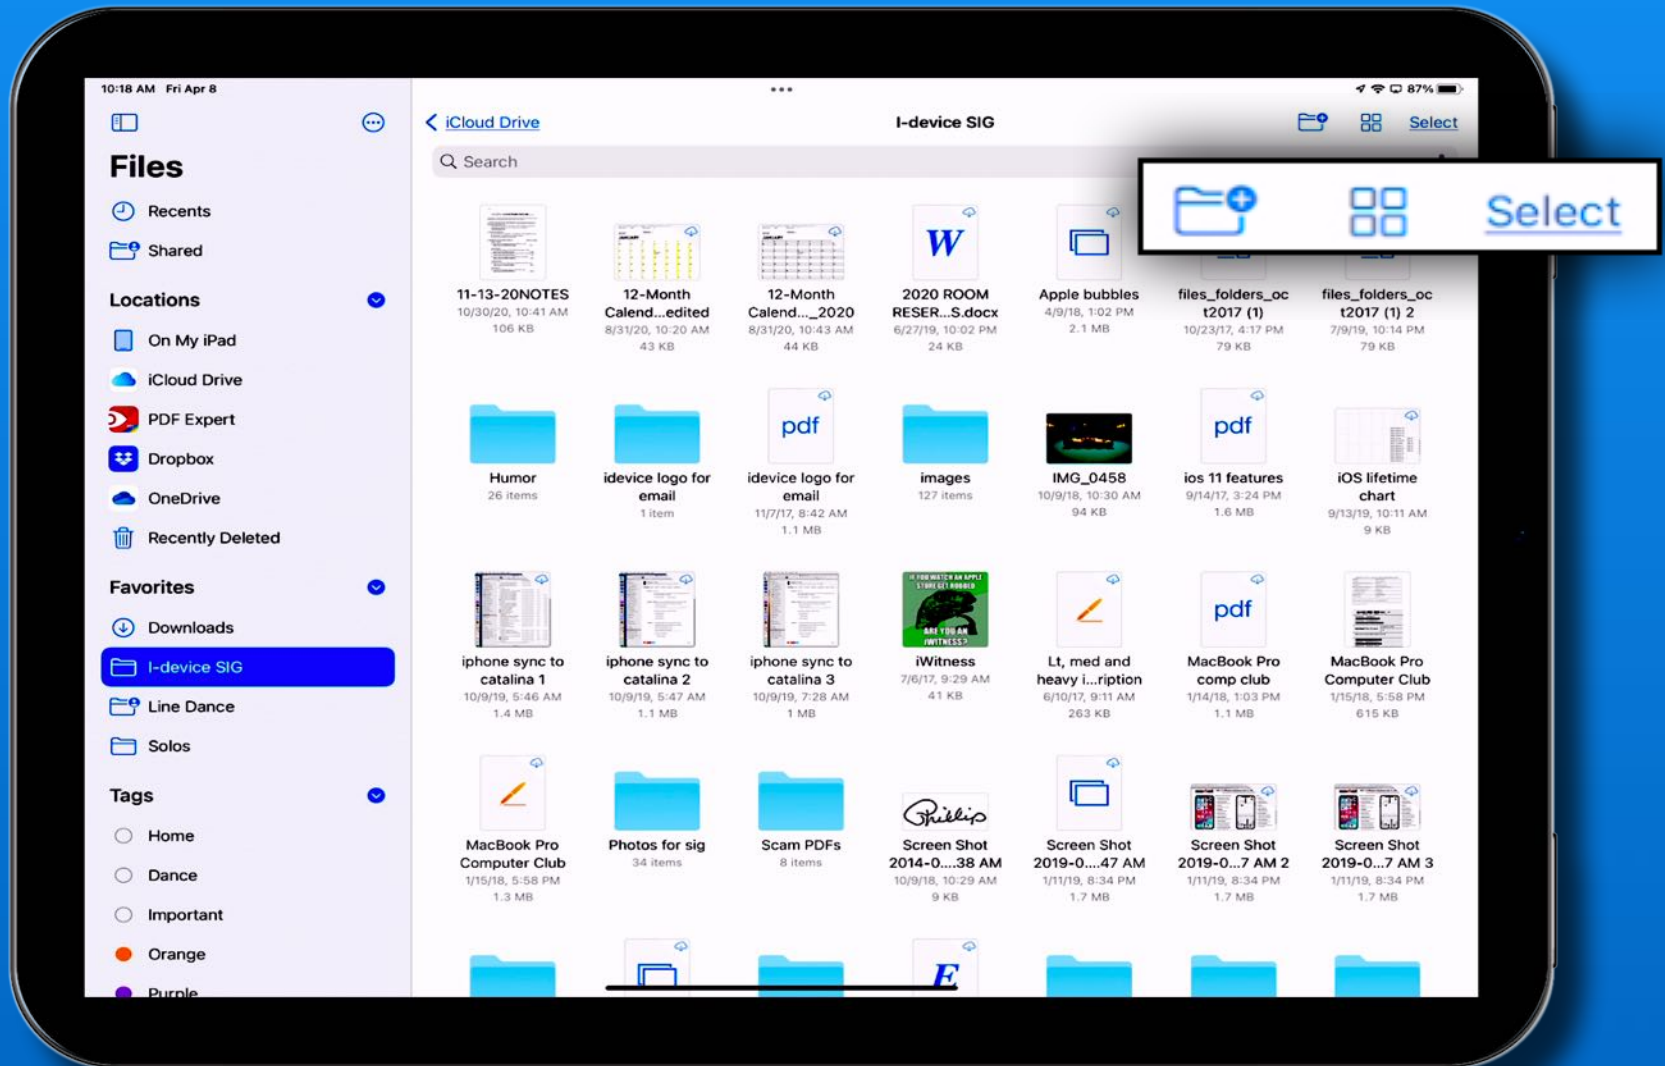 10:18 AM Fri Apr 8
87%
Files
Recents
Shared
Locations
On My iPad
iCloud Drive
PDF Expert
Dropbox
OneDrive
Recently Deleted
Favorites
Downloads
I-device SIG
Line Dance
Solos
Tags
Home
Dance
Important
Orange
Purple
iCloud Drive
I-device SIG
Select
Search
Select
11-13-20NOTES
10/30/20, 10:41 AM
106 KB
12-Month
Calend...edited
8/31/20, 10:20 AM
43 KB
12-Month
Calend..._2020
8/31/20, 10:43 AM
44 KB
W
2020 ROOM
RESER...S.docx
6/27/19, 10:02 PM
24 KB
Apple bubbles
4/9/18, 1:02 PM
2.1 MB
files_folders_oc
t2017 (1)
10/23/17, 4:17 PM
79 KB
files_folders_oc
t2017 (1) 2
7/9/19, 10:14 PM
79 KB
Humor
26 items
idevice logo for
email
1 item
pdf
idevice logo for
email
11/7/17, 8:42 AM
1.1 MB
images
127 items
IMG_0458
10/9/18, 10:30 AM
94 KB
pdf
ios 11 features
9/14/17, 3:24 PM
1.6 MB
iOS lifetime
chart
9/13/19, 10:11 AM
9 KB
iphone sync to
catalina 1
10/9/19, 5:46 AM
1.4 MB
iphone sync to
catalina 2
10/9/19, 5:47 AM
1.1 MB
iphone sync to
catalina 3
10/9/19, 7:28 AM
1 MB
IF YOU WATCH AN APPLE
STORE GET ROBBED
ARE YOU AN
IWITNESS?
iWitness
7/6/17, 9:29 AM
41 KB
Lt, med and
heavy i...ription
6/10/17, 9:11 AM
263 KB
pdf
MacBook Pro
comp club
1/14/18, 1:03 PM
1.1 MB
MacBook Pro
Computer Club
1/15/18, 5:58 PM
615 KB
MacBook Pro
Computer Club
1/15/18, 5:58 PM
1.3 MB
Photos for sig
34 items
Scam PDFs
8 items
Phillip
Screen Shot
2014-0....38 AM
10/9/18, 10:29 AM
9 KB
Screen Shot
2019-0....47 AM
1/11/19, 8:34 PM
1.7 MB
Screen Shot
2019-0...7 AM 2
1/11/19, 8:34 PM
1.7 MB
Screen Shot
2019-0...7 AM 3
1/11/19, 8:34 PM
1.7 MB